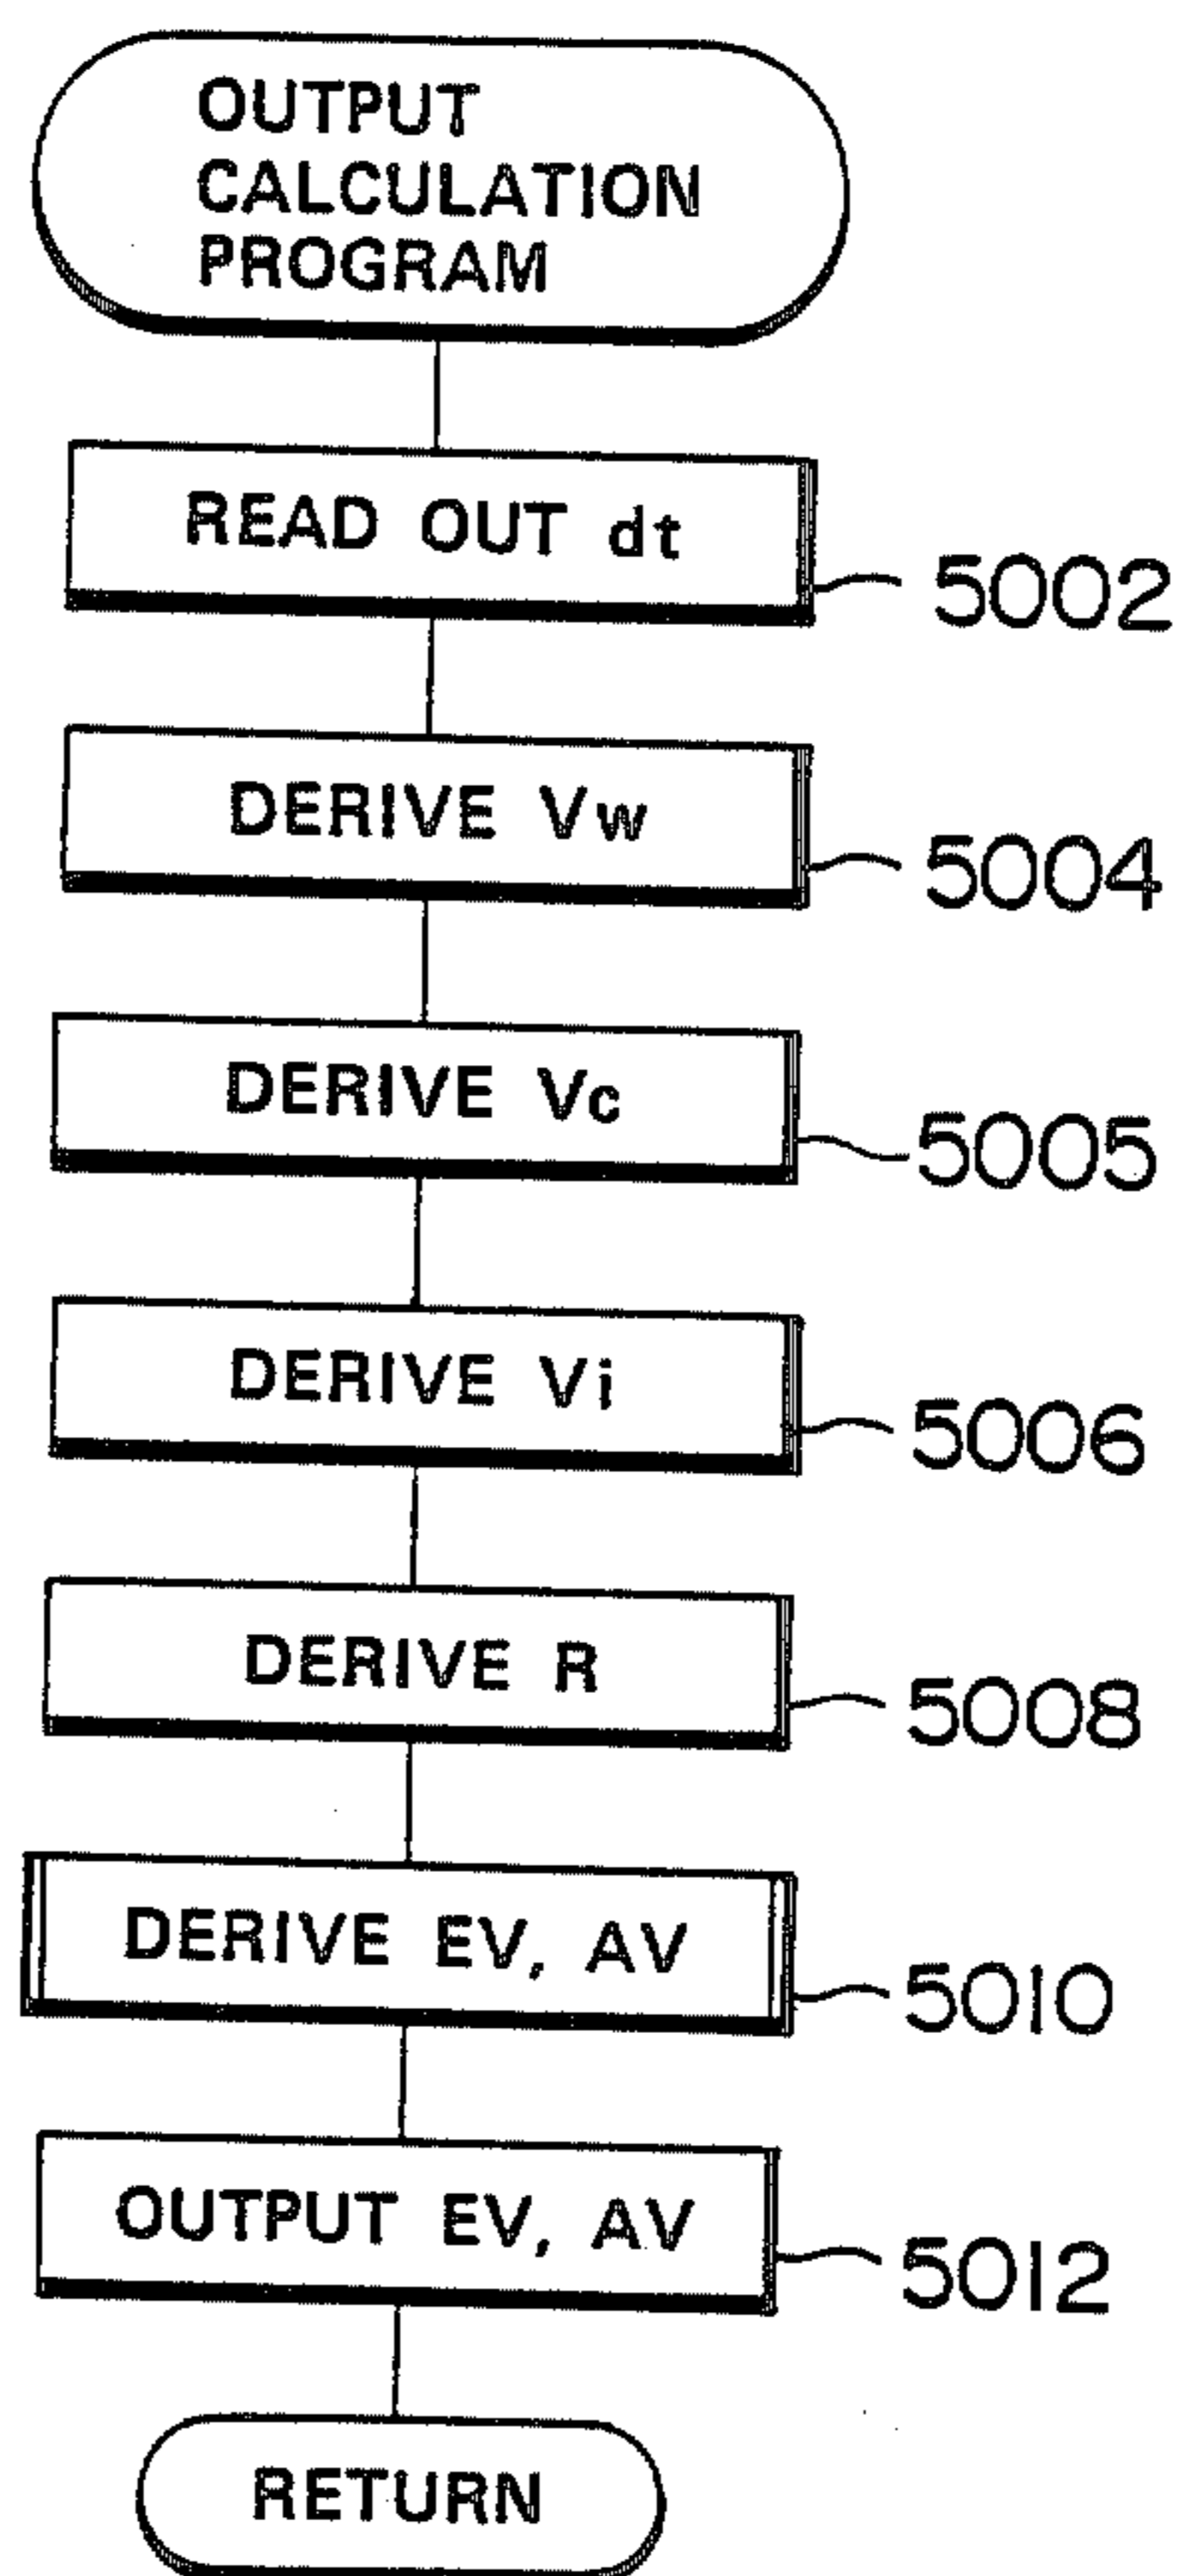 OUTPUT
CALCULATION
PROGRAM
READ OUT dt
5002
DERIVE Vw
5004
DERIVE Vc
5005
DERIVE Vi
5006
DERIVE R
5008
DERIVE EV, AV
5010
OUTPUT EV, AV
5012
RETURN